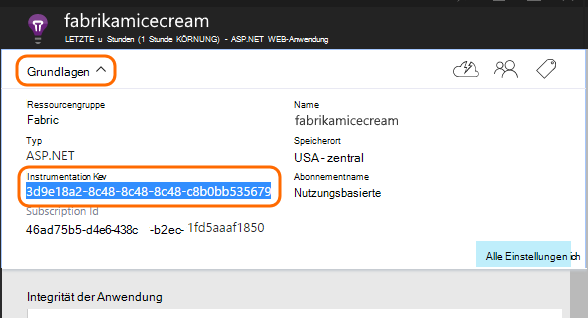 fabrikamicecream
LETZTE u Stunden (1 Stunde KÖRNUNG) - ASP.NET WEB-Anwendung
Grundlagen
Ressourcengruppe
Fabric
Name
fabrikamicecream
Typ
ASP.NET
Speicherort
USA - zentral
Instrumentation Key
3d9e18a2-8c48-8c48-8c48-c8b0bb535679
Abonnementname
Nutzungsbasierte
Subscription Id
46ad75b5-d4e6-438c -b2ec- 1fd5aaaf1850
Alle Einstellungen ich
Integrität der Anwendung